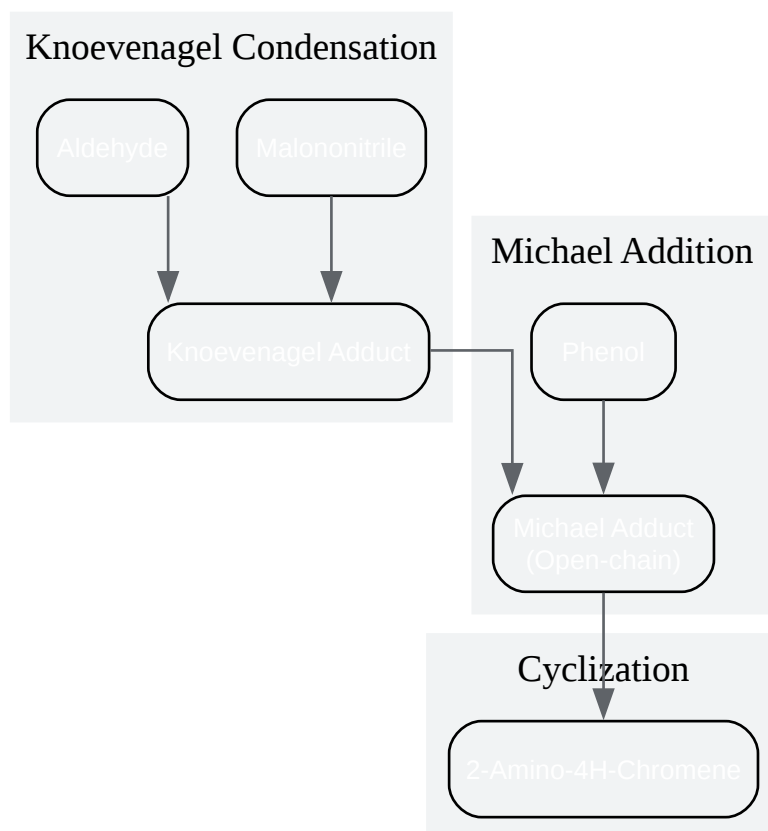 Knoevenagel Condensation
Aldehyde
Malononitrile
Knoevenagel Adduct
Michael Addition
Phenol
Michael Adduct
(Open-chain)
Cyclization
2-Amino-4H-Chromene